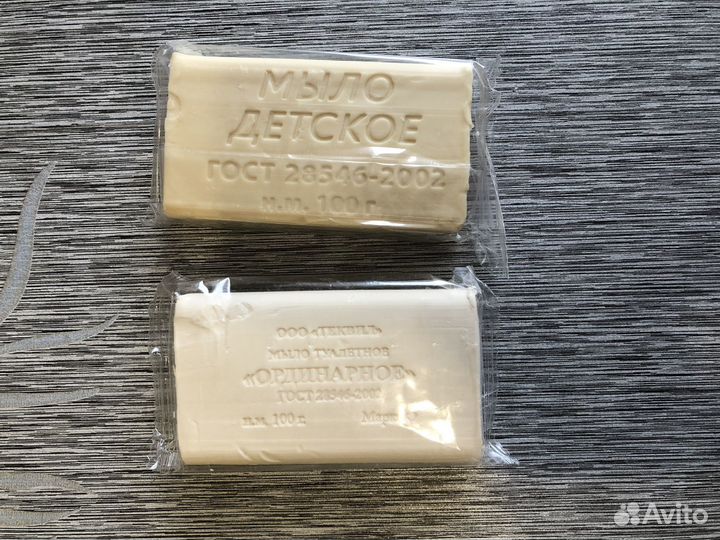 МЫЛО
ДЕТСКОЕ
ГОСТ 28546-2002
н.м. 100 г
ООО «ТЕКВИЛ»
МЫЛО ТУАЛЕТНОЕ
«ОРДИНАРНОЕ»
ГОСТ 28546-2002
н.м. 100 г.
Avito